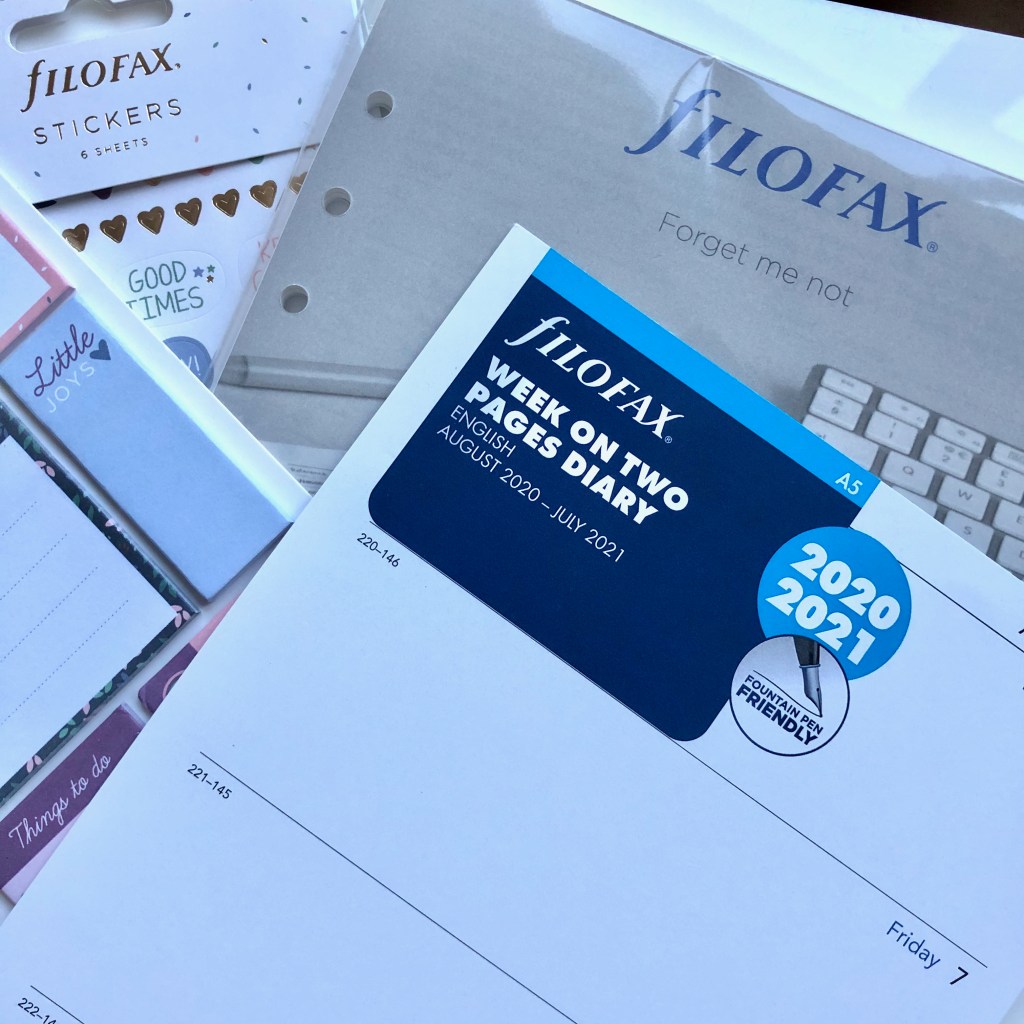 FILOFAX
STICKERS
6 SHEETS
GOOD
TIMES
Little
JOYS
Things to do
FILOFAX®
Forget me not
Q
W
1
£
3
FILOFAX®
WEEK ON TWO
PAGES DIARY
ENGLISH
AUGUST 2020 – JULY 2021
A5
2020
2021
FOUNTAIN PEN
FRIENDLY
220–146
221–145
Friday 7